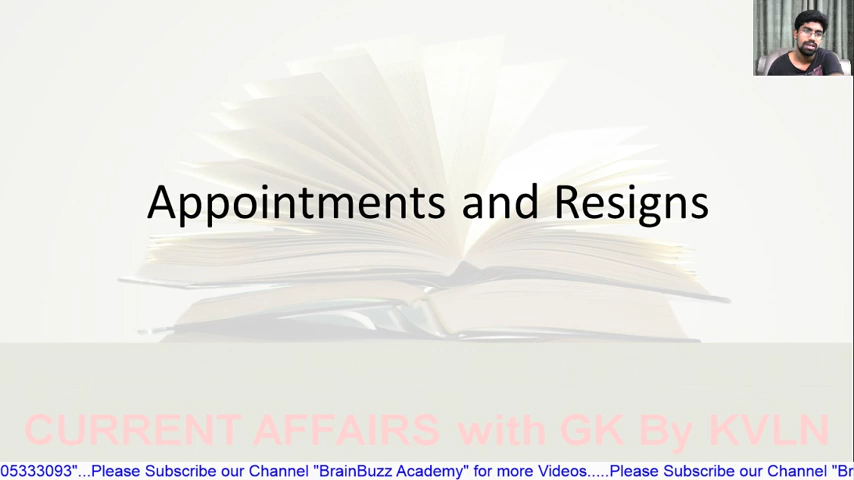 Appointments and Resigns
CURRENT AFFAIRS with GK By KVLN
05333093"...Please Subscribe our Channel "BrainBuzz Academy" for more Videos.....Please Subscribe our Channel "Br